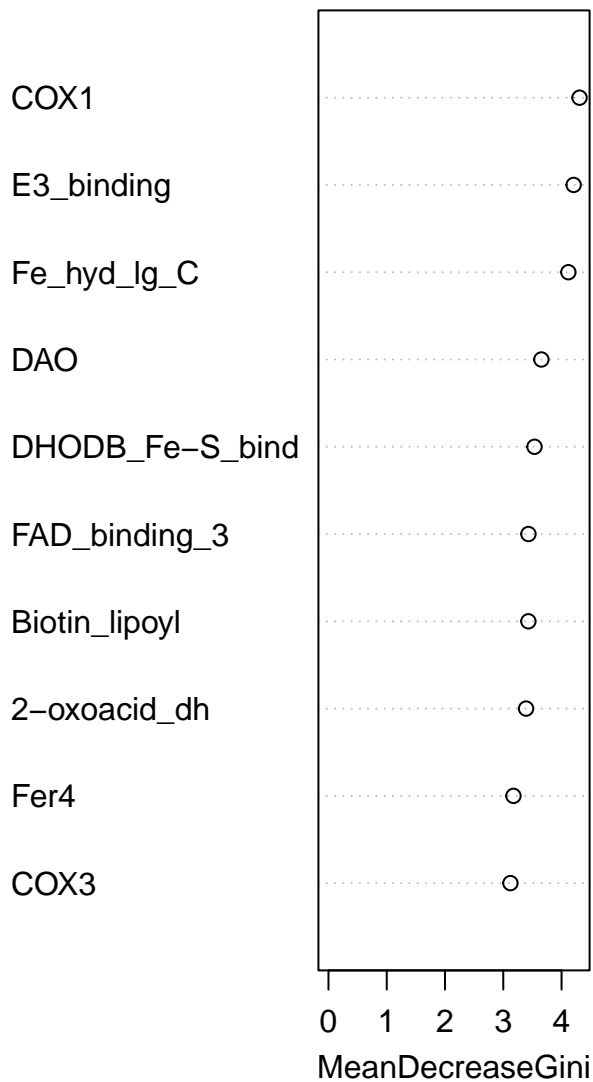 COX1
E3_binding
Fe_hyd_lg_C
DAO
DHODB_Fe−S_bind
FAD_binding_3
Biotin_lipoyl
2−oxoacid_dh
Fer4
COX3
0 1 2 3 4
MeanDecreaseGini